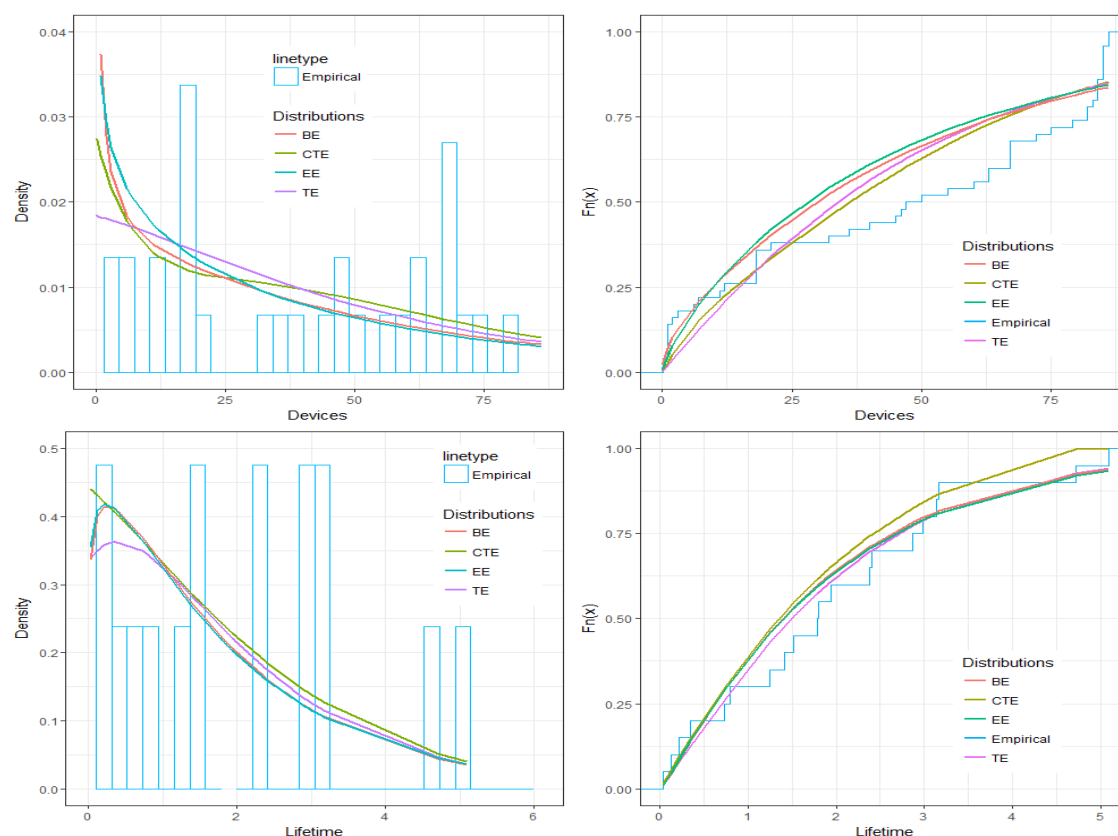 0.04
0.03
0.02
0.01
0.00
Density
linetype
Empirical
Distributions
BE
CTE
EE
TE
0
25
50
75
Devices
1.00
0.75
0.50
0.25
0.00
Fn(x)
Distributions
BE
CTE
EE
Empirical
TE
0
25
50
75
Devices
0.5
0.4
0.3
0.2
0.1
0.0
Density
linetype
Empirical
Distributions
BE
CTE
EE
TE
0
2
4
6
Lifetime
1.00
0.75
0.50
0.25
0.00
Fn(x)
Distributions
BE
CTE
EE
Empirical
TE
0
1
2
3
4
5
Lifetime